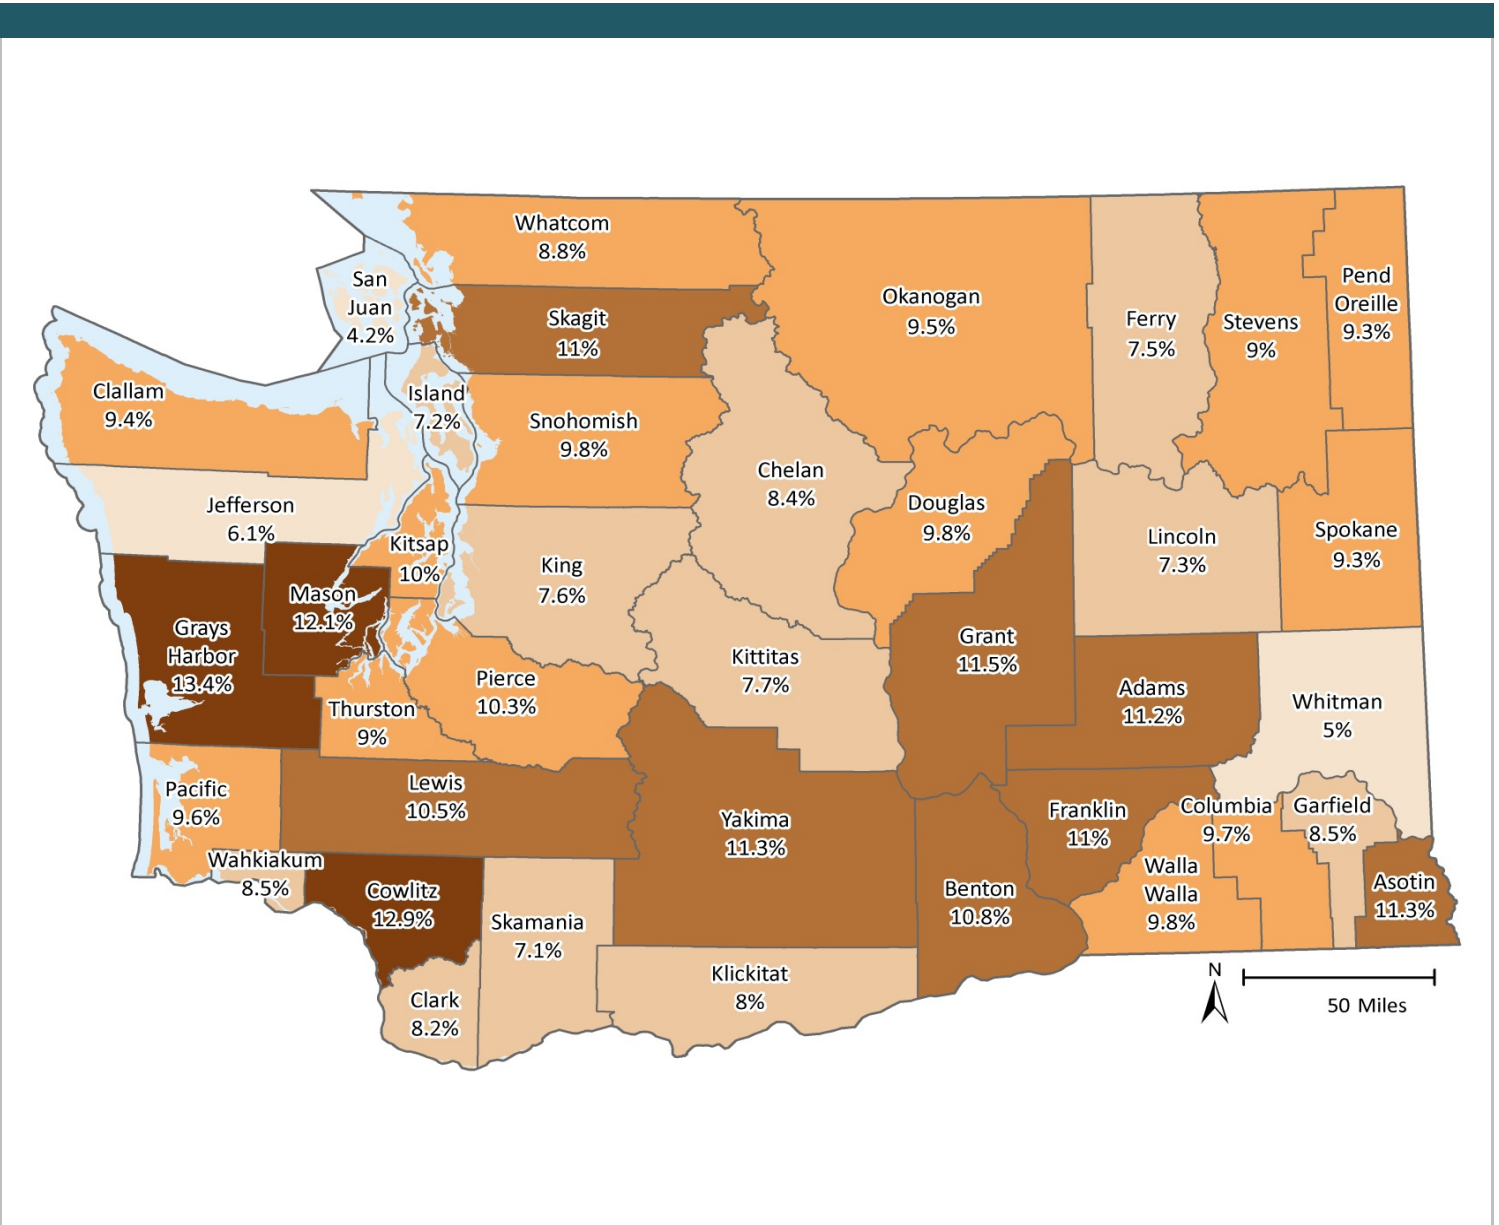 Whatcom
8.8%
San
Juan
4.2%
Skagit
11%
Okanogan
9.5%
Ferry
7.5%
Stevens
9%
Pend
Oreille
9.3%
Clallam
9.4%
Island
7.2%
Snohomish
9.8%
Chelan
8.4%
Douglas
9.8%
Jefferson
6.1%
Kitsap
10%
King
7.6%
Lincoln
7.3%
Spokane
9.3%
Mason
12.1%
Grays
Harbor
13.4%
Grant
11.5%
Kittitas
7.7%
Pierce
10.3%
Thurston
9%
Adams
11.2%
Whitman
5%
Pacific
9.6%
Lewis
10.5%
Yakima
11.3%
Franklin
11%
Columbia
9.7%
Garfield
8.5%
Wahkiakum
8.5%
Cowlitz
12.9%
Skamania
7.1%
Benton
10.8%
Walla
Walla
9.8%
Asotin
11.3%
Klickitat
8%
Clark
8.2%
N
50 Miles